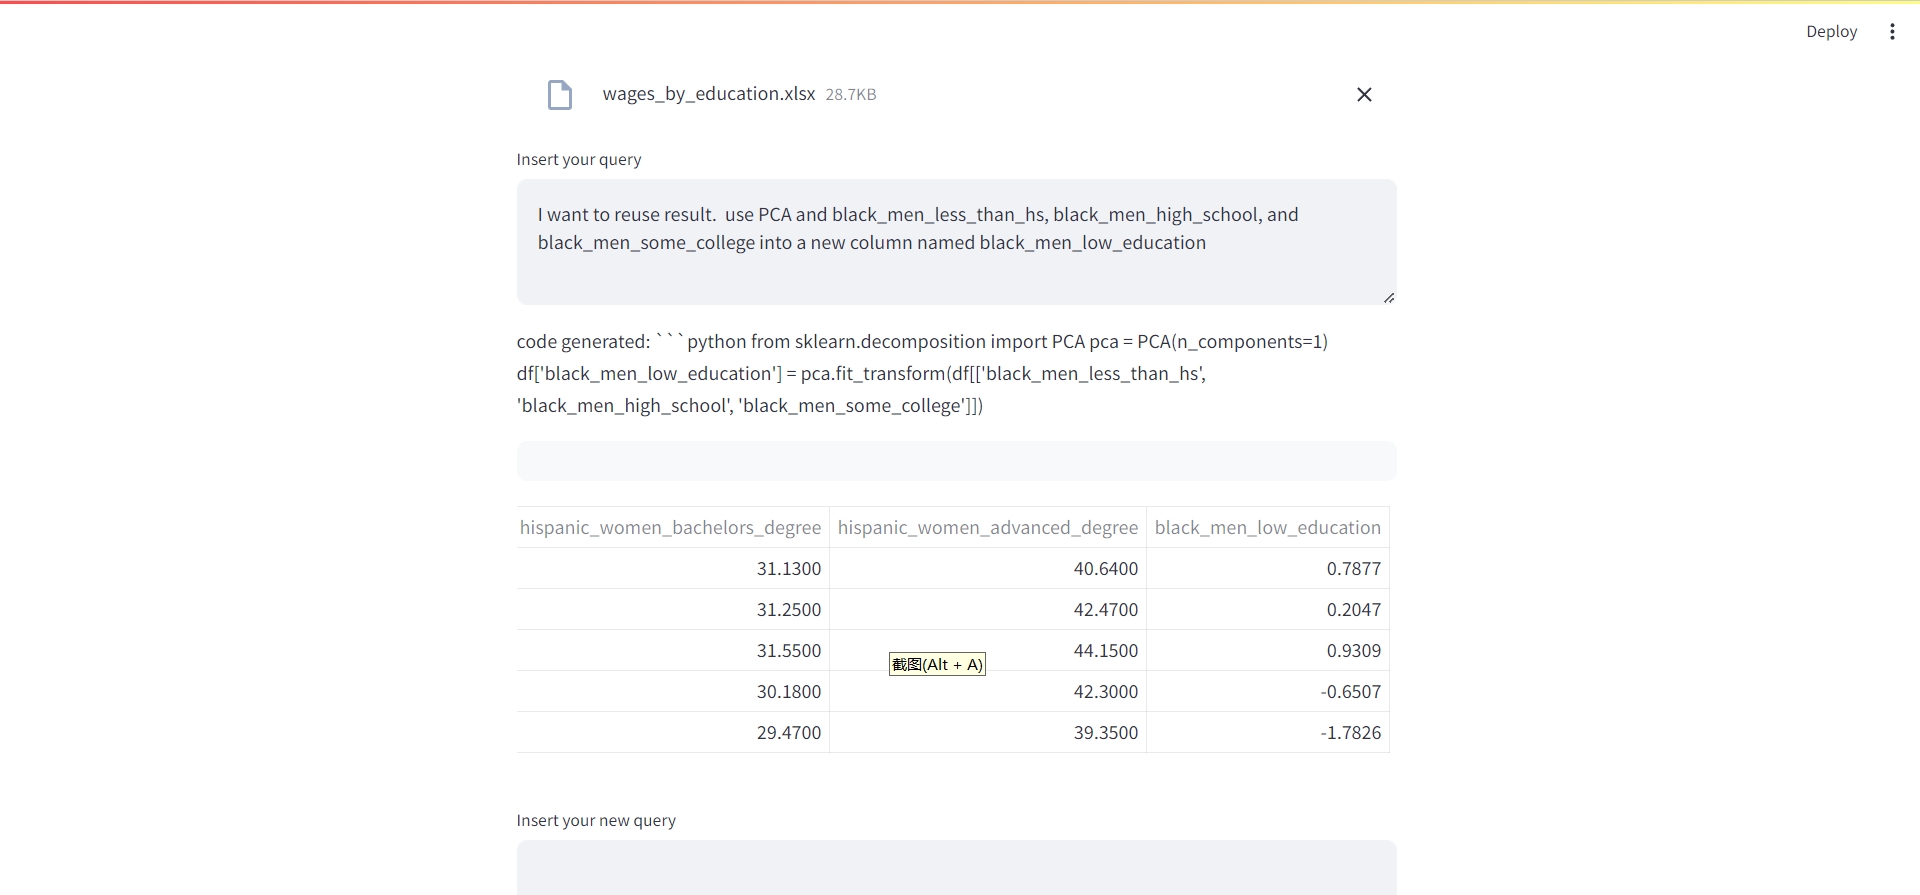 Deploy
wages_by_education.xlsx 28.7KB
Insert your query
I want to reuse result.  use PCA and black_men_less_than_hs, black_men_high_school, and
black_men_some_college into a new column named black_men_low_education
code generated: ```python from sklearn.decomposition import PCA pca = PCA(n_components=1)
df['black_men_low_education'] = pca.fit_transform(df[['black_men_less_than_hs',
'black_men_high_school', 'black_men_some_college']])
hispanic_women_bachelors_degree hispanic_women_advanced_degree black_men_low_education
31.1300 40.6400 0.7877
31.2500 42.4700 0.2047
31.5500 44.1500 0.9309
截图(Alt + A)
30.1800 42.3000 -0.6507
29.4700 39.3500 -1.7826
Insert your new query